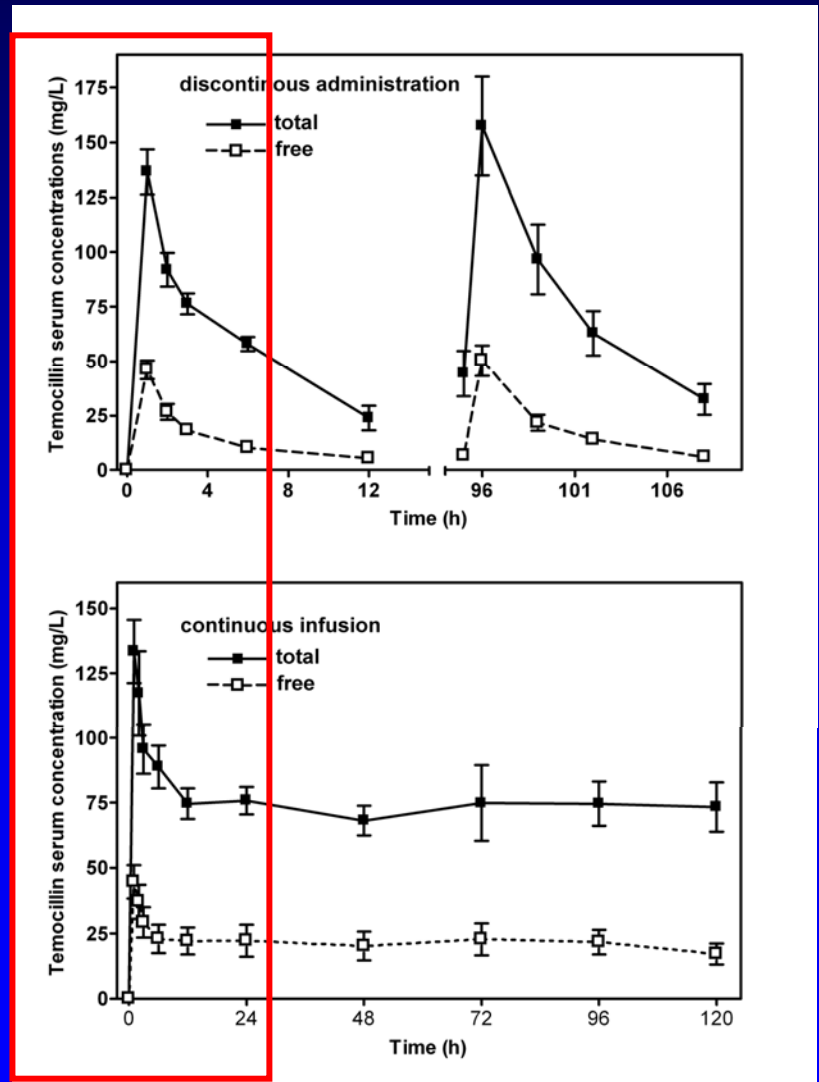 discontinous administration
total
free
Temocillin serum concentrations (mg/L)
175
150
125
100
75
50
25
0
0 4 8 12 96 101 106
Time (h)
continuous infusion
total
free
Temocillin serum concentration (mg/L)
150
125
100
75
50
25
0
0 24 48 72 96 120
Time (h)